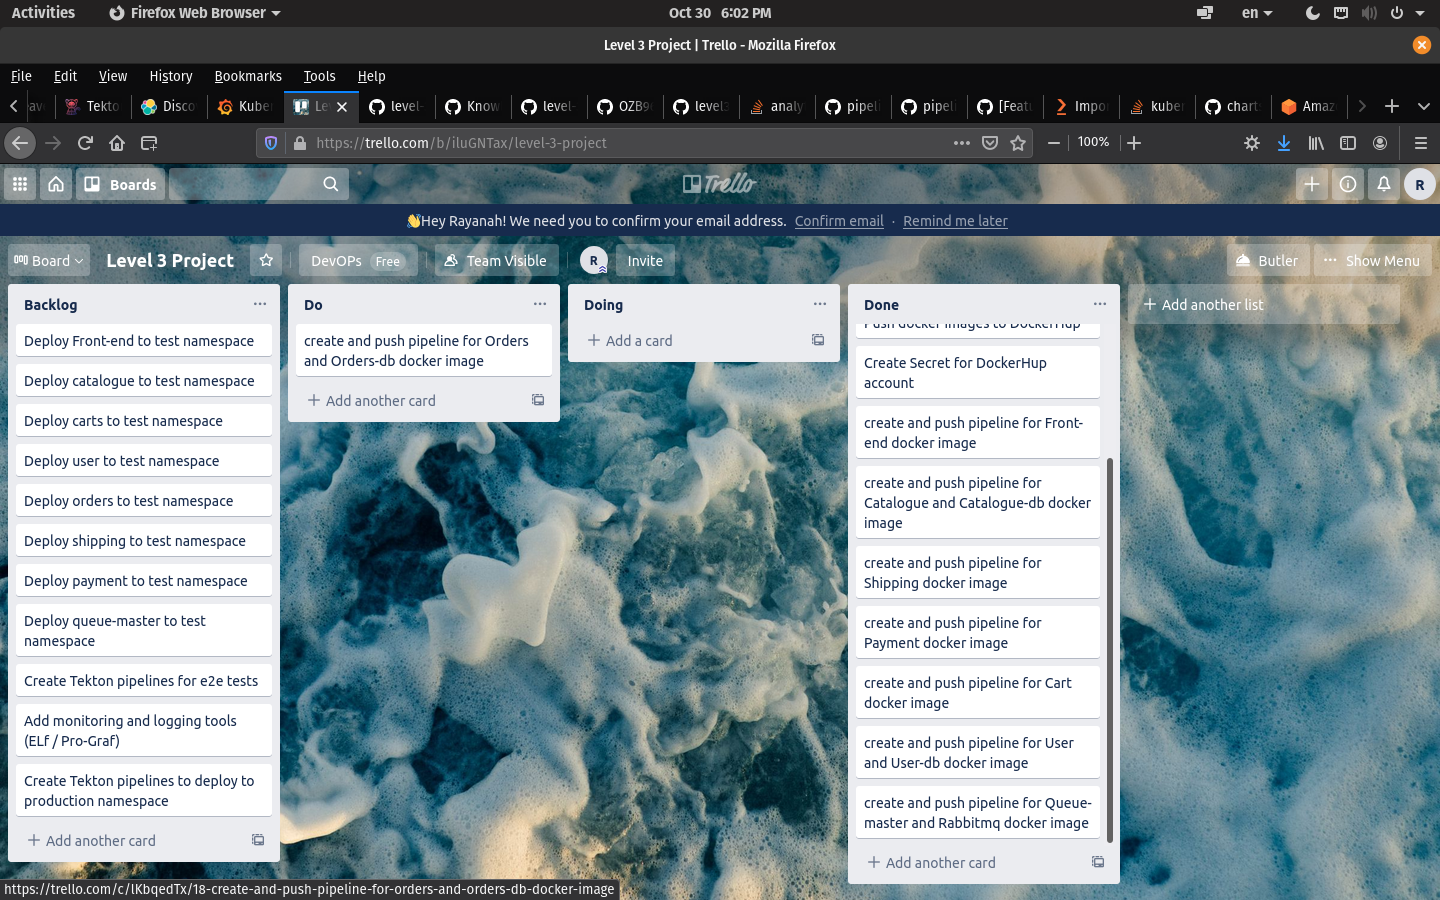 Activities
Firefox Web Browser
Oct 30 6:02 PM
en
Level 3 Project | Trello - Mozilla Firefox
File Edit View History Bookmarks Tools Help
Tekto
Disco
Kuber
Le
level-
Know
level-
OZB9
level3
analy
pipeli
pipeli
[Featu
Impor
kuber
chart
Amaz
https://trello.com/b/iluGNTax/level-3-project
100%
Boards
Trello
R
👋Hey Rayanah! We need you to confirm your email address. Confirm email · Remind me later
Board
Level 3 Project
DevOPs Free
Team Visible
R
Invite
Butler
Show Menu
Backlog
Deploy Front-end to test namespace
Deploy catalogue to test namespace
Deploy carts to test namespace
Deploy user to test namespace
Deploy orders to test namespace
Deploy shipping to test namespace
Deploy payment to test namespace
Deploy queue-master to test
namespace
Create Tekton pipelines for e2e tests
Add monitoring and logging tools
(ELf / Pro-Graf)
Create Tekton pipelines to deploy to
production namespace
+ Add another card
Do
create and push pipeline for Orders
and Orders-db docker image
+ Add another card
Doing
+ Add a card
Done
Push docker images to DockerHup
Create Secret for DockerHup
account
create and push pipeline for Front-
end docker image
create and push pipeline for
Catalogue and Catalogue-db docker
image
create and push pipeline for
Shipping docker image
create and push pipeline for
Payment docker image
create and push pipeline for Cart
docker image
create and push pipeline for User
and User-db docker image
create and push pipeline for Queue-
master and Rabbitmq docker image
+ Add another card
+ Add another list
https://trello.com/c/lKbqedTx/18-create-and-push-pipeline-for-orders-and-orders-db-docker-image